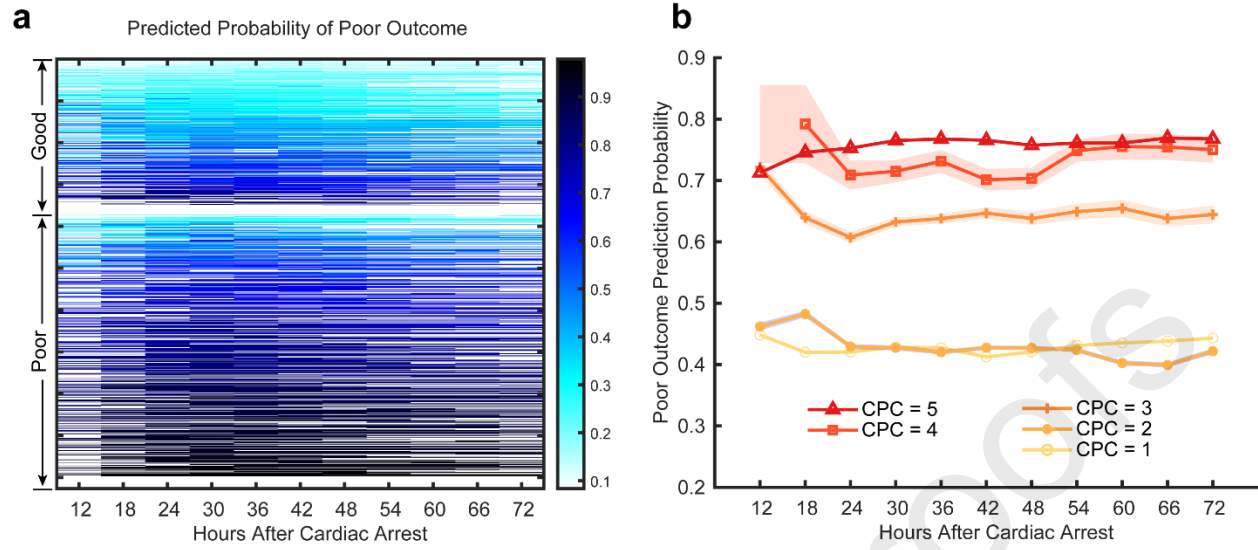 a
Predicted Probability of Poor Outcome
Good
Poor
0.9
0.8
0.7
0.6
0.5
0.4
0.3
0.2
0.1
12 18 24 30 36 42 48 54 60 66 72
Hours After Cardiac Arrest
b
Poor Outcome Prediction Probability
0.9
0.8
0.7
0.6
0.5
0.4
0.3
0.2
CPC = 5
CPC = 4
CPC = 3
CPC = 2
CPC = 1
12 18 24 30 36 42 48 54 60 66 72
Hours After Cardiac Arrest
oofs